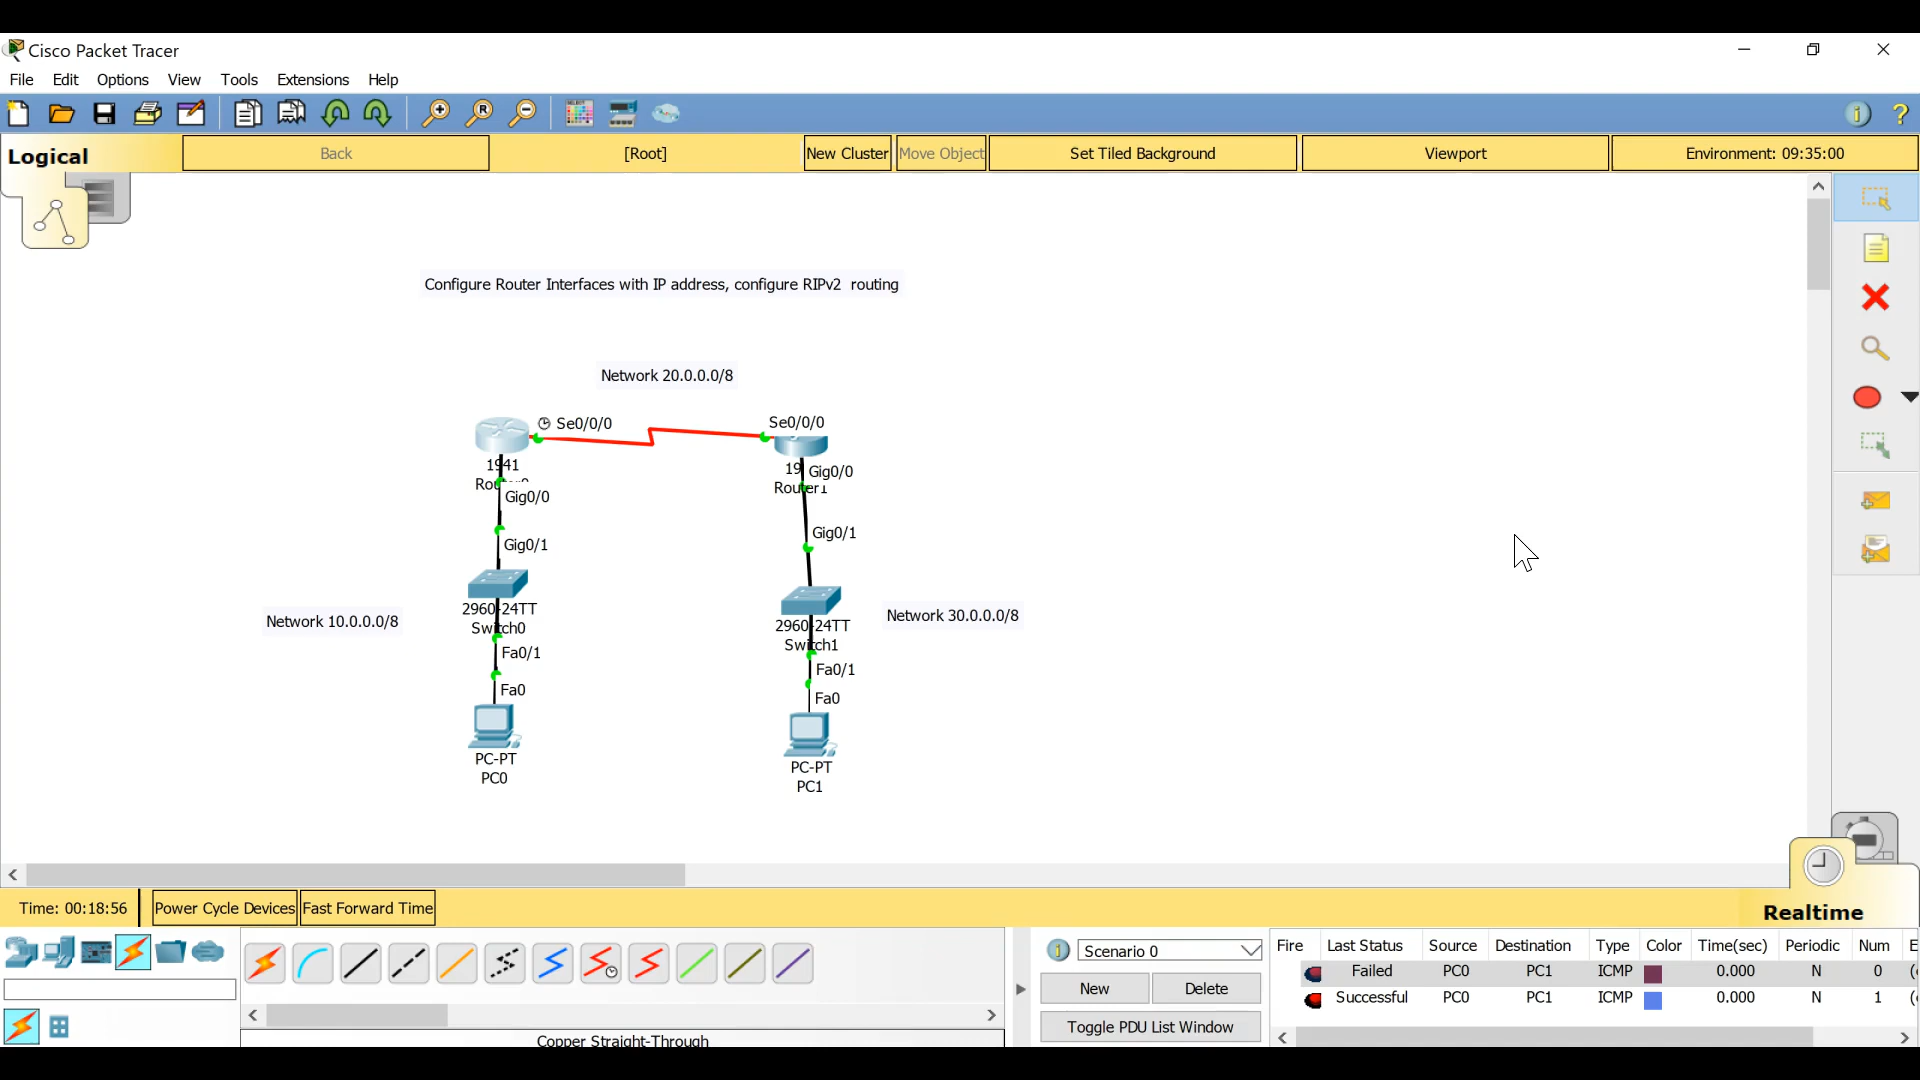 Cisco Packet Tracer
File Edit Options View Tools Extensions Help
Logical Back [Root] New Cluster Move Object Set Tiled Background Viewport Environment: 09:35:00
Configure Router Interfaces with IP address, configure RIPv2 routing
Network 20.0.0.0/8
Se0/0/0 Se0/0/0
1941
Gig0/0
Router1
Gig0/0
Gig0/1
Gig0/1
2960-24TT
Switch0
Network 10.0.0.0/8
Network 30.0.0.0/8
2960-24TT
Switch1
Fa0/1
Fa0/1
Fa0
Fa0
PC-PT
PC0
PC-PT
PC1
Time: 00:18:56 Power Cycle Devices Fast Forward Time Realtime
Scenario 0
New Delete
Toggle PDU List Window
Fire Last Status Source Destination Type Color Time(sec) Periodic Num
Failed PC0 PC1 ICMP 0.000 N 0
Successful PC0 PC1 ICMP 0.000 N 1
Copper Straight-Through